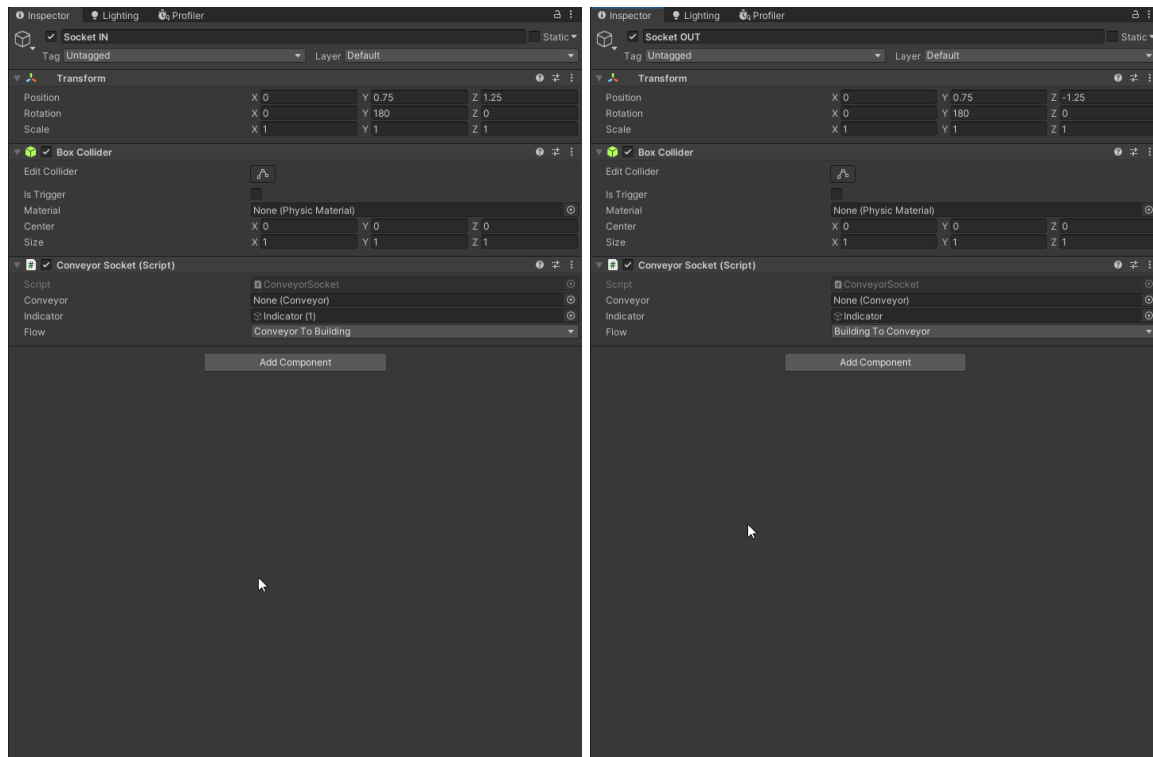 Inspector Lighting Profiler
Socket IN Static
Tag Untagged Layer Default
Transform
Position X 0 Y 0.75 Z 1.25
Rotation X 0 Y 180 Z 0
Scale X 1 Y 1 Z 1
Box Collider
Edit Collider
Is Trigger
Material None (Physic Material)
Center X 0 Y 0 Z 0
Size X 1 Y 1 Z 1
# Conveyor Socket (Script)
Script ConveyorSocket
Conveyor None (Conveyor)
Indicator Indicator (1)
Flow Conveyor To Building
Add Component
Inspector Lighting Profiler
Socket OUT Static
Tag Untagged Layer Default
Transform
Position X 0 Y 0.75 Z -1.25
Rotation X 0 Y 180 Z 0
Scale X 1 Y 1 Z 1
Box Collider
Edit Collider
Is Trigger
Material None (Physic Material)
Center X 0 Y 0 Z 0
Size X 1 Y 1 Z 1
# Conveyor Socket (Script)
Script ConveyorSocket
Conveyor None (Conveyor)
Indicator Indicator
Flow Building To Conveyor
Add Component